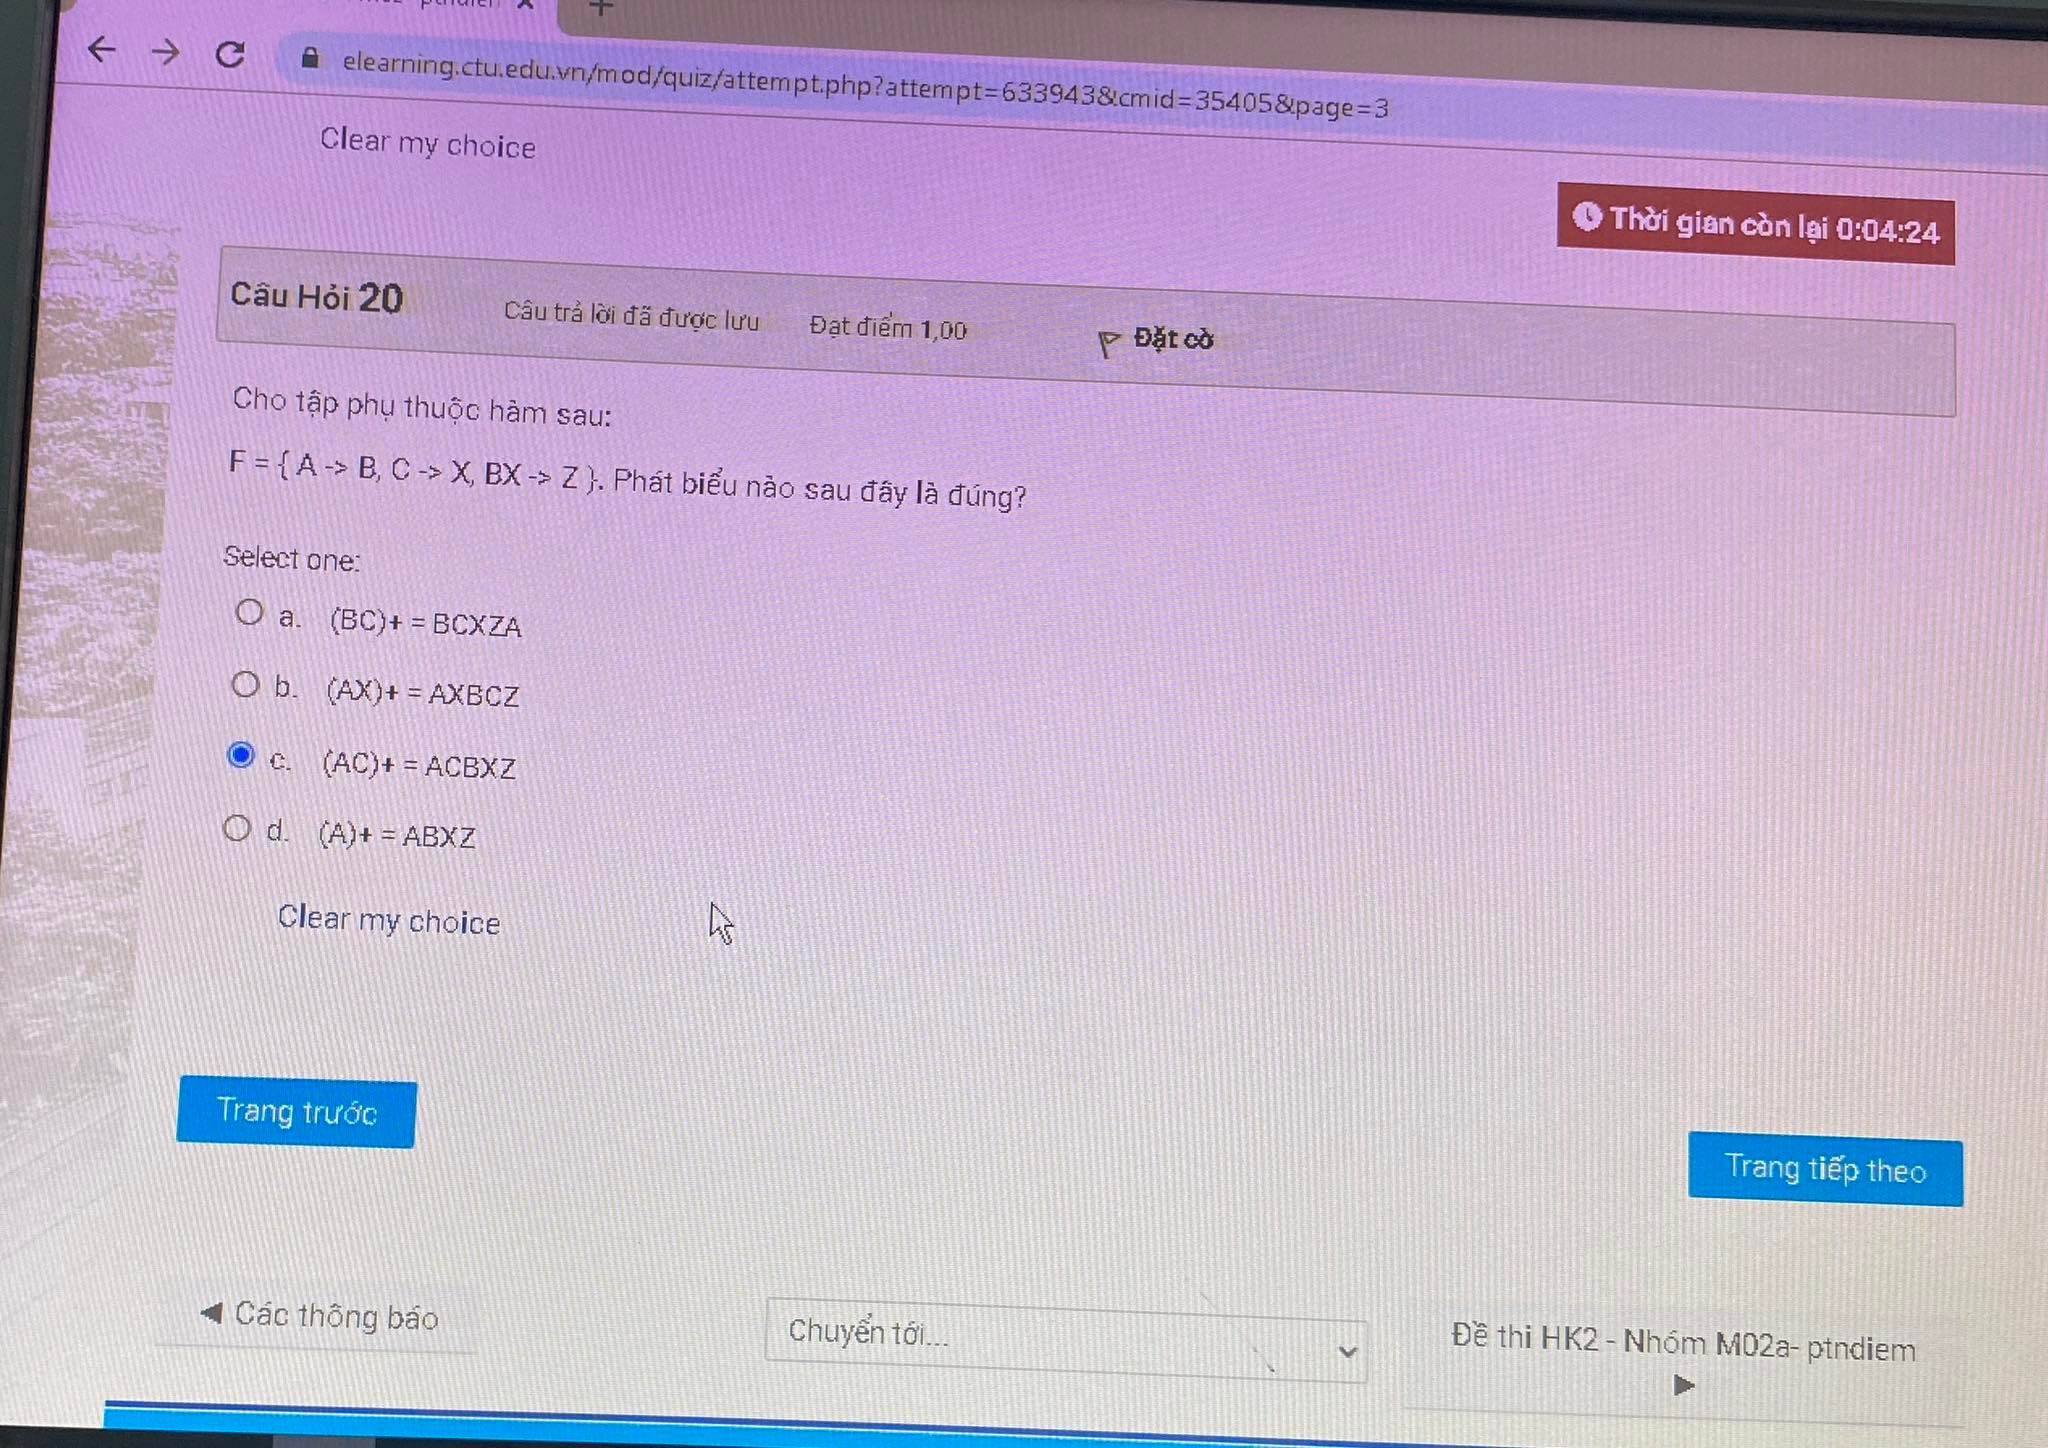 elearning.ctu.edu.vn/mod/quiz/attempt.php?attempt=633943&cmid=35405&page=3
Clear my choice
Thời gian còn lại 0:04:24
Câu Hỏi 20 Câu trả lời đã được lưu Đạt điểm 1,00 Đặt cờ
Cho tập phụ thuộc hàm sau:
F = { A -> B, C -> X, BX -> Z }. Phát biểu nào sau đây là đúng?
Select one:
a. (BC)+ = BCXZA
b. (AX)+ = AXBCZ
c. (AC)+ = ACBXZ
d. (A)+ = ABXZ
Clear my choice
Trang trước
Trang tiếp theo
◄ Các thông báo
Chuyển tới...
Đề thi HK2 - Nhóm M02a- ptndiem
►